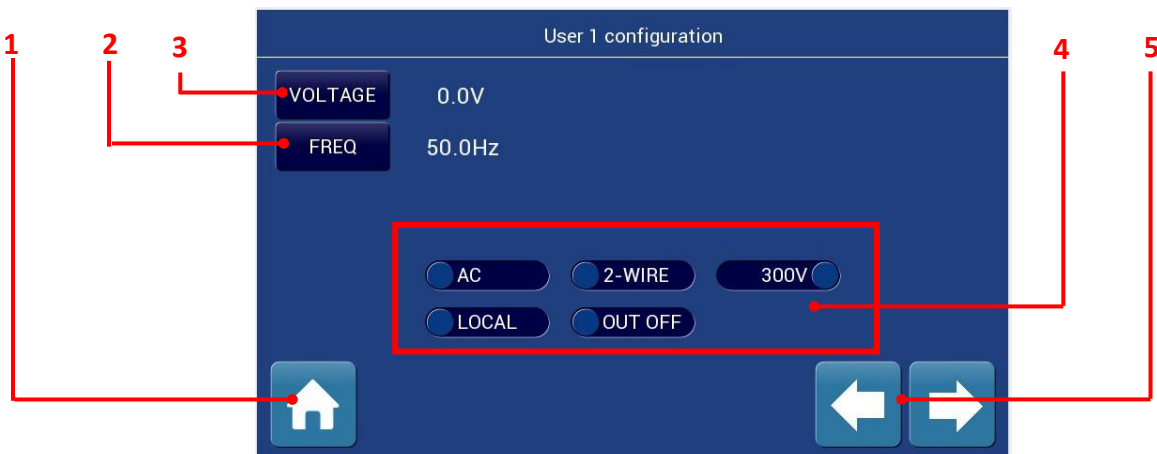 User 1 configuration
1 2 3 4 5
VOLTAGE 0.0V
FREQ 50.0Hz
AC 2-WIRE 300V
LOCAL OUT OFF